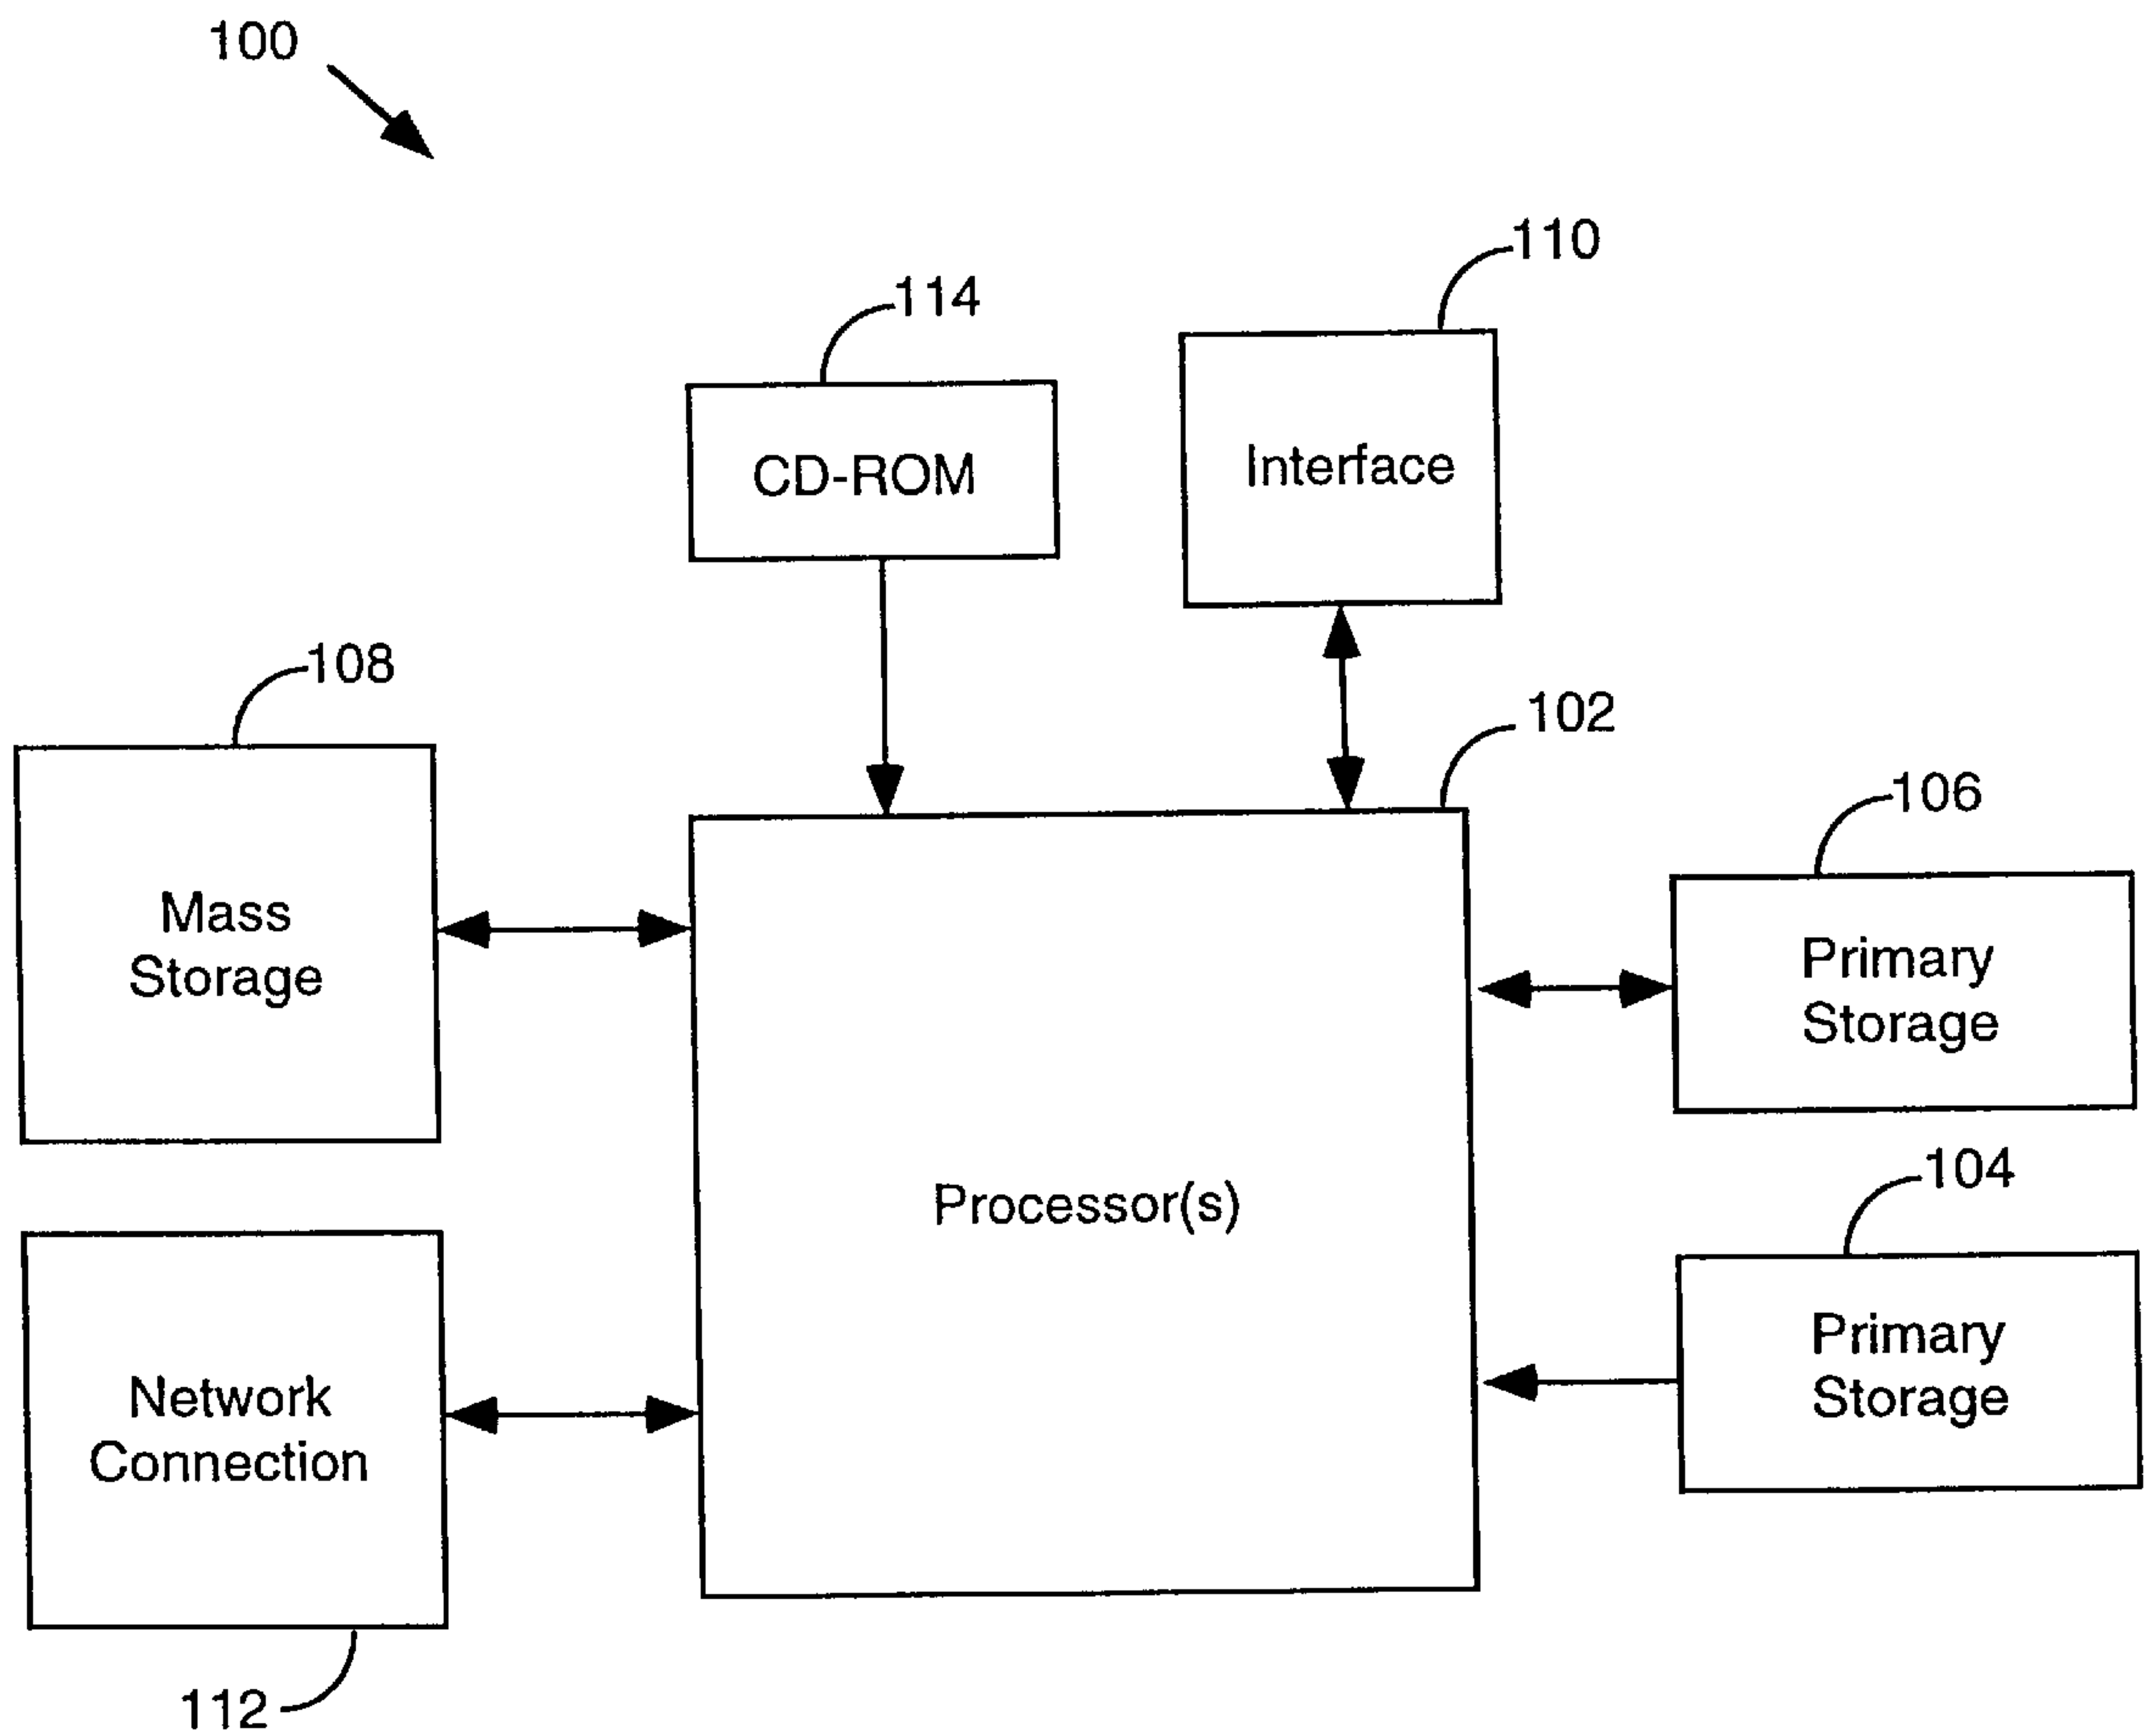 100
110
114
CD-ROM
Interface
108
102
106
Mass
Storage
Primary
Storage
104
Processor(s)
Primary
Storage
Network
Connection
112